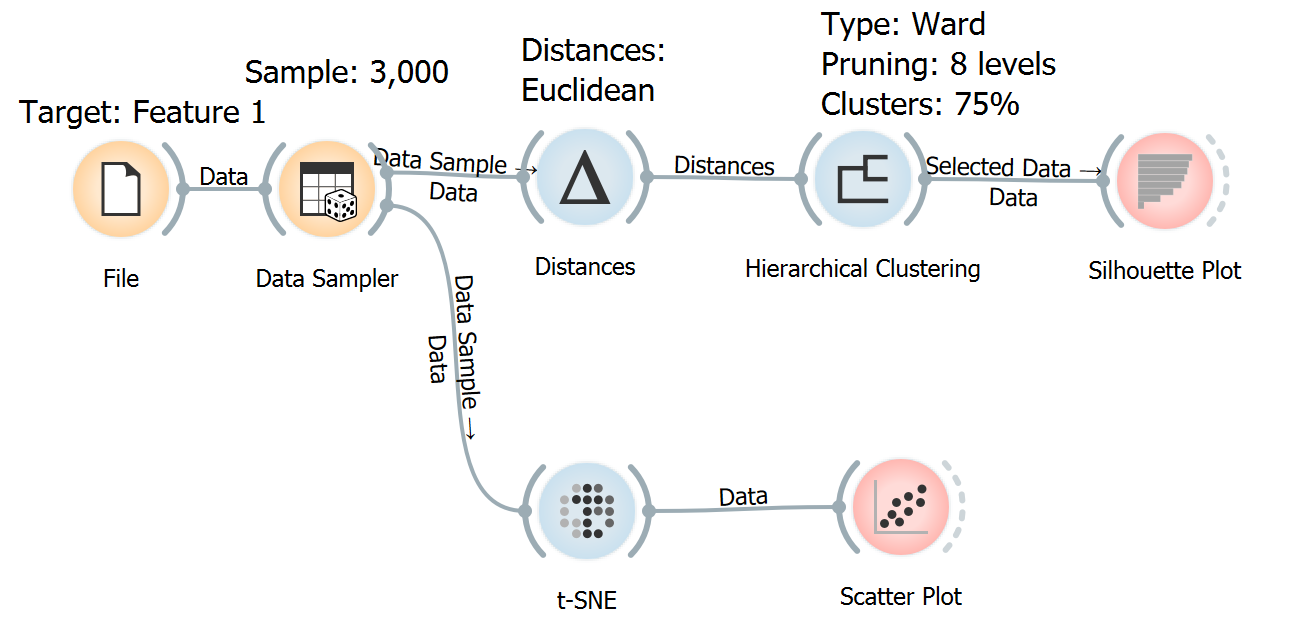 Type: Ward
Pruning: 8 levels
Clusters: 75%
Distances:
Euclidean
Sample: 3,000
Target: Feature 1
Data
Data Sample →
Data
Distances
Selected Data →
Data
File
Data Sampler
Distances
Hierarchical Clustering
Silhouette Plot
Data Sample →
Data
Data
t-SNE
Scatter Plot